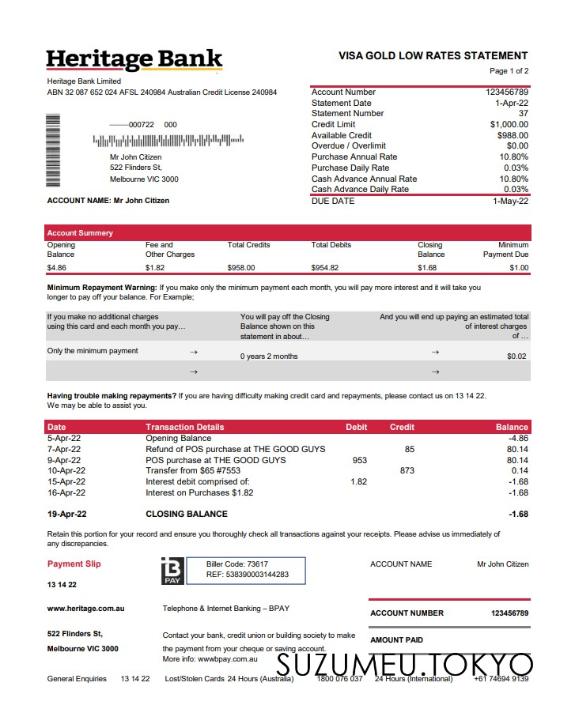 Heritage Bank
VISA GOLD LOW RATES STATEMENT
Page 1 of 2
Heritage Bank Limited
ABN 32 087 652 024 AFSL 240984 Australian Credit License 240984
Account Number 123456789
Statement Date 1-Apr-22
Statement Number 37
Credit Limit $1,000.00
Available Credit $988.00
Overdue / Overlimit $0.00
Purchase Annual Rate 10.80%
Purchase Daily Rate 0.03%
Cash Advance Annual Rate 10.80%
Cash Advance Daily Rate 0.03%
DUE DATE 1-May-22
000722 000
Mr John Citizen
522 Flinders St,
Melbourne VIC 3000
ACCOUNT NAME: Mr John Citizen
Account Summery
Opening Balance Fee and Other Charges Total Credits Total Debits Closing Balance Minimum Payment Due
$4.86 $1.82 $958.00 $954.82 $1.68 $1.00
Minimum Repayment Warning: If you make only the minimum payment each month, you will pay more interest and it will take you
longer to pay off your balance. For Example;
If you make no additional charges using this card and each month you pay… You will pay off the Closing Balance shown on this statement in about… And you will end up paying an estimated total of interest charges of …
Only the minimum payment → 0 years 2 months → $0.02
→ →
Having trouble making repayments? If you are having difficulty making credit card and repayments, please contact us on 13 14 22.
We may be able to assist you.
Date Transaction Details Debit Credit Balance
5-Apr-22 Opening Balance -4.86
7-Apr-22 Refund of POS purchase at THE GOOD GUYS 85 80.14
9-Apr-22 POS purchase at THE GOOD GUYS 953 80.14
10-Apr-22 Transfer from $65 #7553 873 0.14
15-Apr-22 Interest debit comprised of: 1.82 -1.68
16-Apr-22 Interest on Purchases $1.82 -1.68
19-Apr-22 CLOSING BALANCE -1.68
Retain this portion for your record and ensure you thoroughly check all transactions against your receipts. Please advise us immediately of
any discrepancies.
Payment Slip
13 14 22
B
PAY
Biller Code: 73617
REF: 538390003144283
ACCOUNT NAME Mr John Citizen
www.heritage.com.au
Telephone & Internet Banking – BPAY
ACCOUNT NUMBER 123456789
522 Flinders St,
Melbourne VIC 3000
Contact your bank, credit union or building society to make
the payment from your cheque or saving account.
More info: wwwbpay.com.au
AMOUNT PAID
SUZUMEU.TOKYO
General Enquiries 13 14 22 Lost/Stolen Cards 24 Hours (Australia) 1800 076 037 24 Hours (International) +61 74694 9139